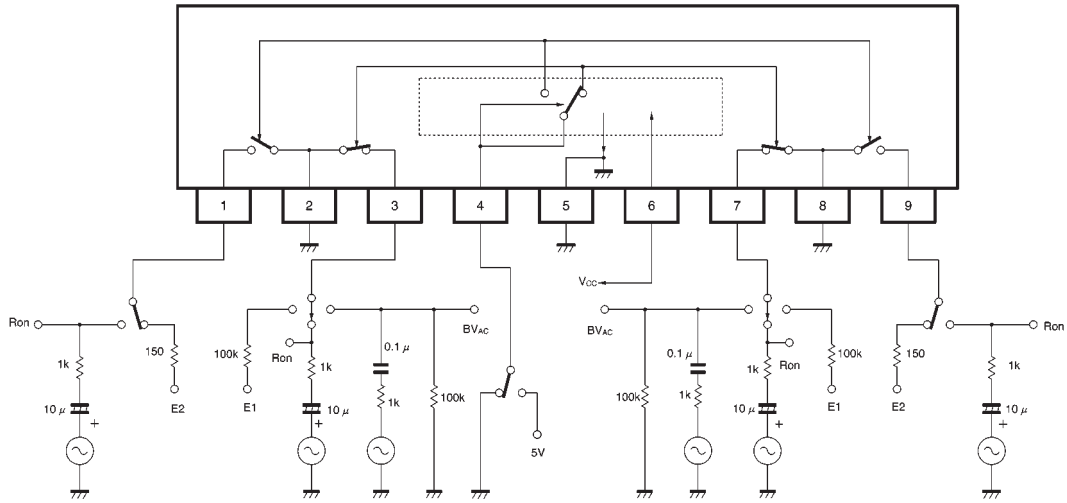 1 2 3 4 5 6 7 8 9
VCC
Ron 1k 10 μ + 150 E2
100k E1 Ron 1k 10 μ +
0.1 μ 1k 100k BVAC
5V
BVAC 100k 0.1 μ 1k
1k 10 μ + Ron 100k E1
150 E2 Ron 1k + 10 μ